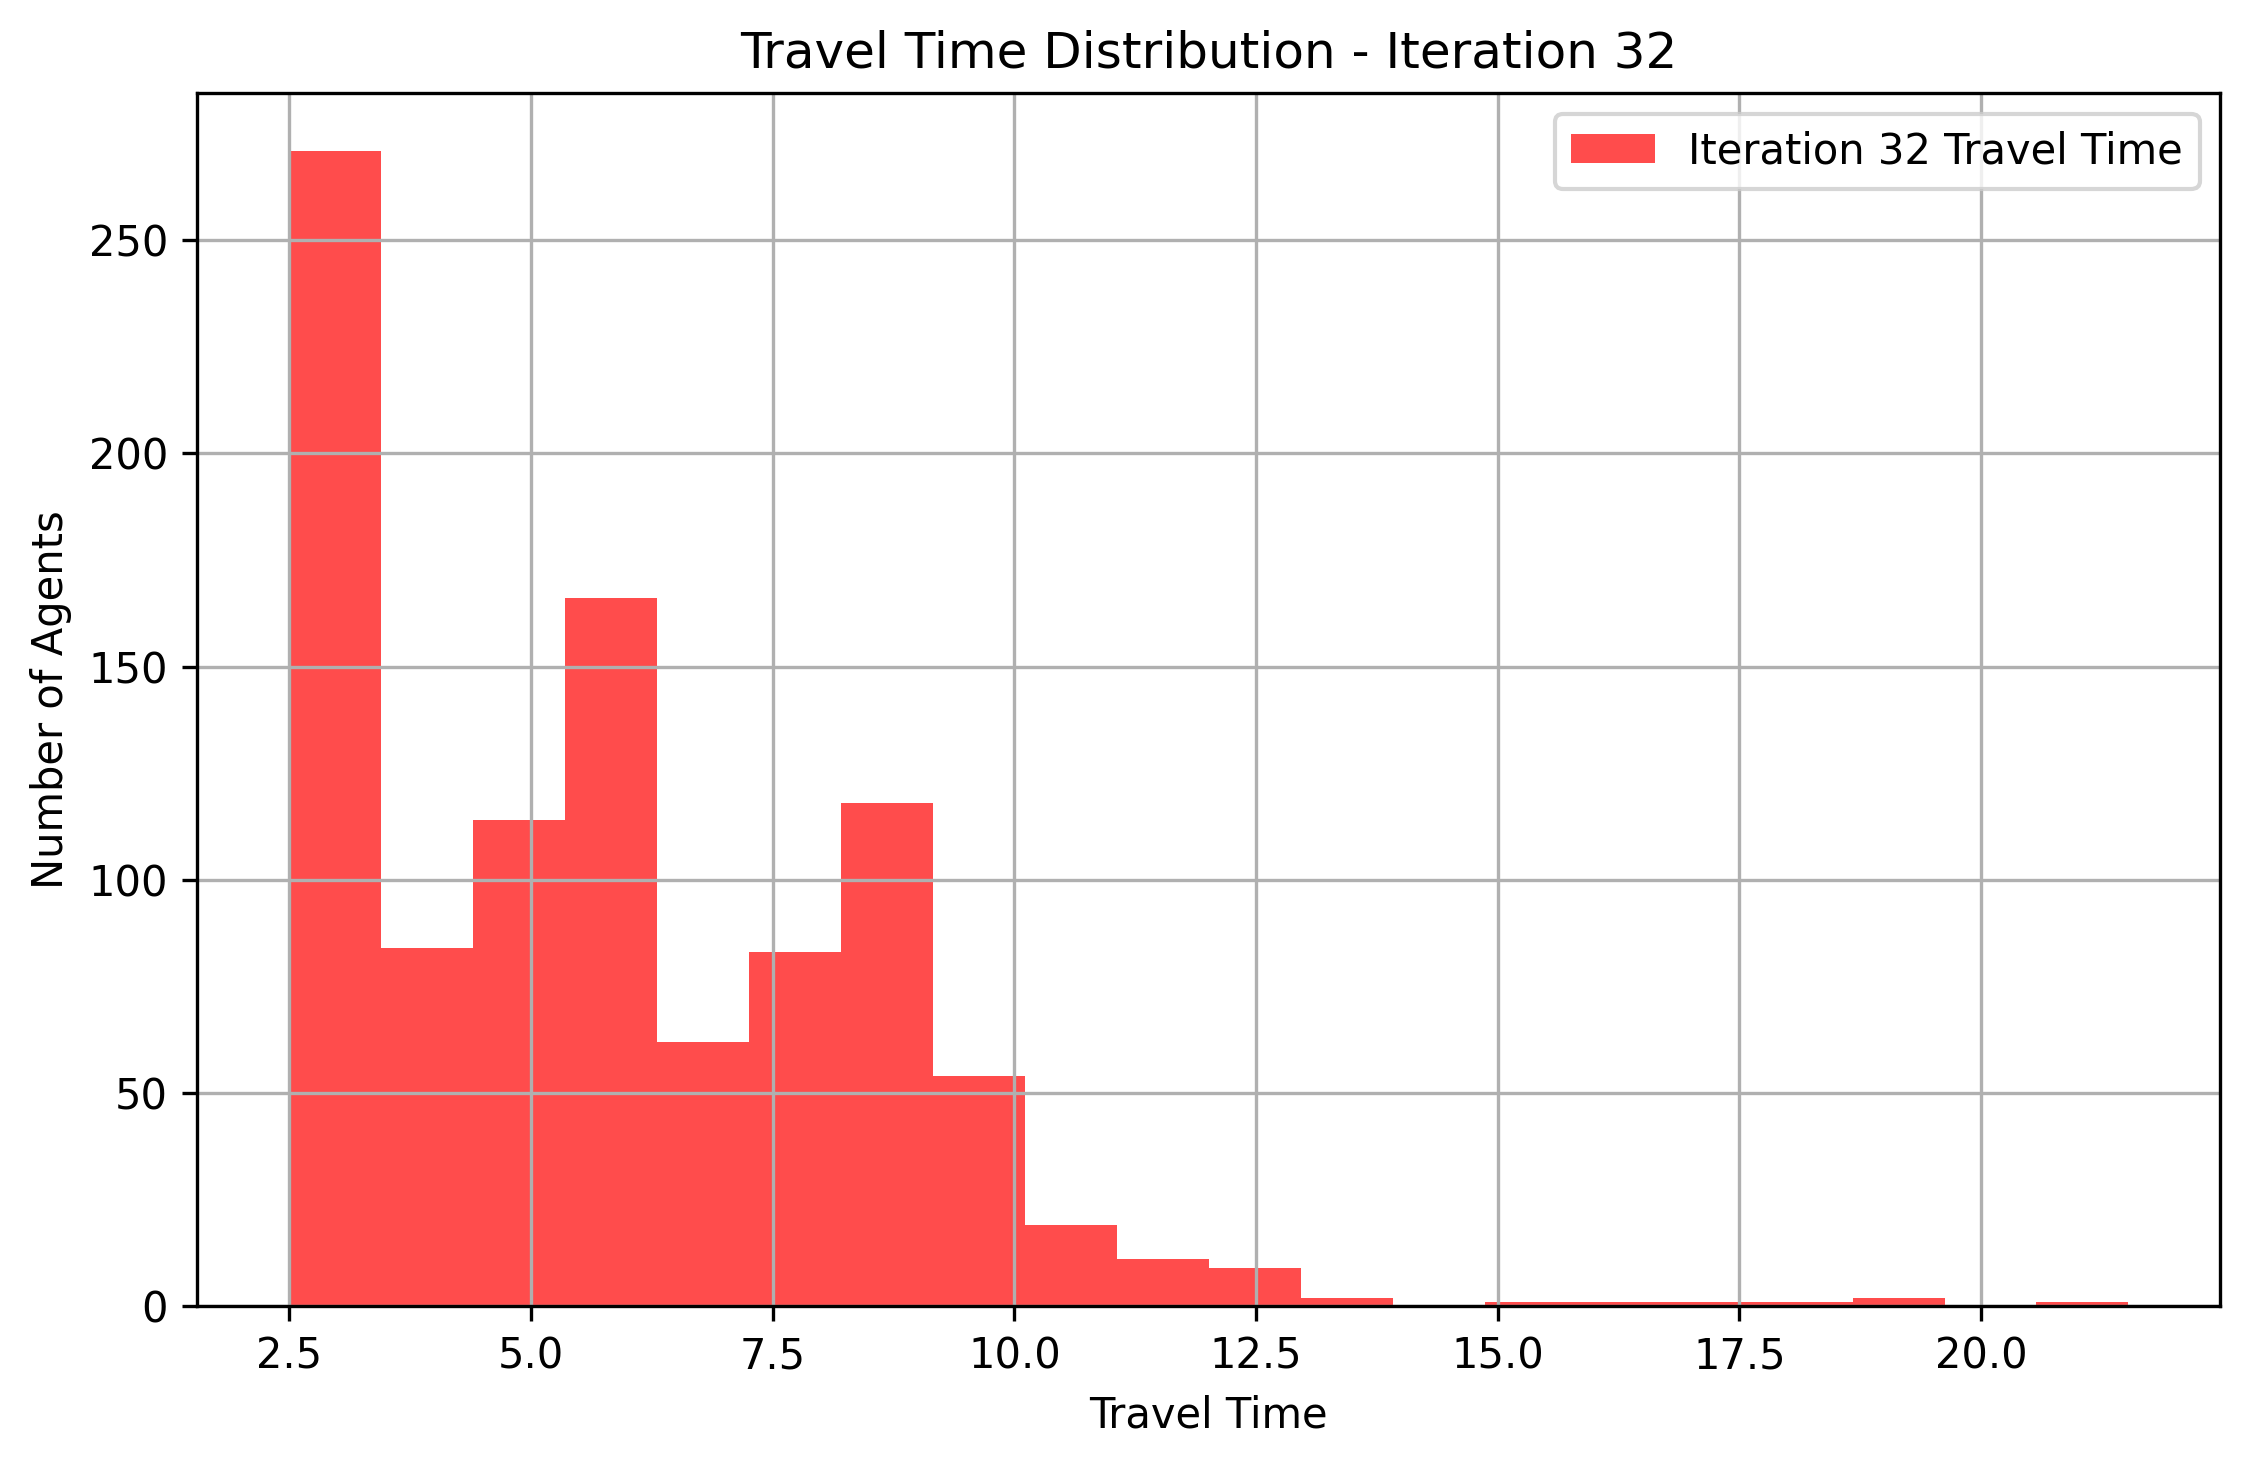 Travel Time Distribution - Iteration 32
Iteration 32 Travel Time
250
200
150
100
50
0
Number of Agents
2.5 5.0 7.5 10.0 12.5 15.0 17.5 20.0
Travel Time